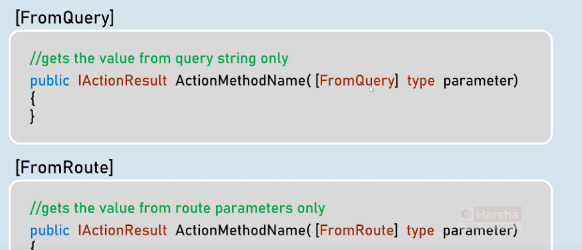 [FromQuery]
//gets the value from query string only
public IActionResult ActionMethodName( [FromQuery] type parameter)
{
}
[FromRoute]
//gets the value from route parameters only
Harsha
public IActionResult ActionMethodName( [FromRoute] type parameter)
{